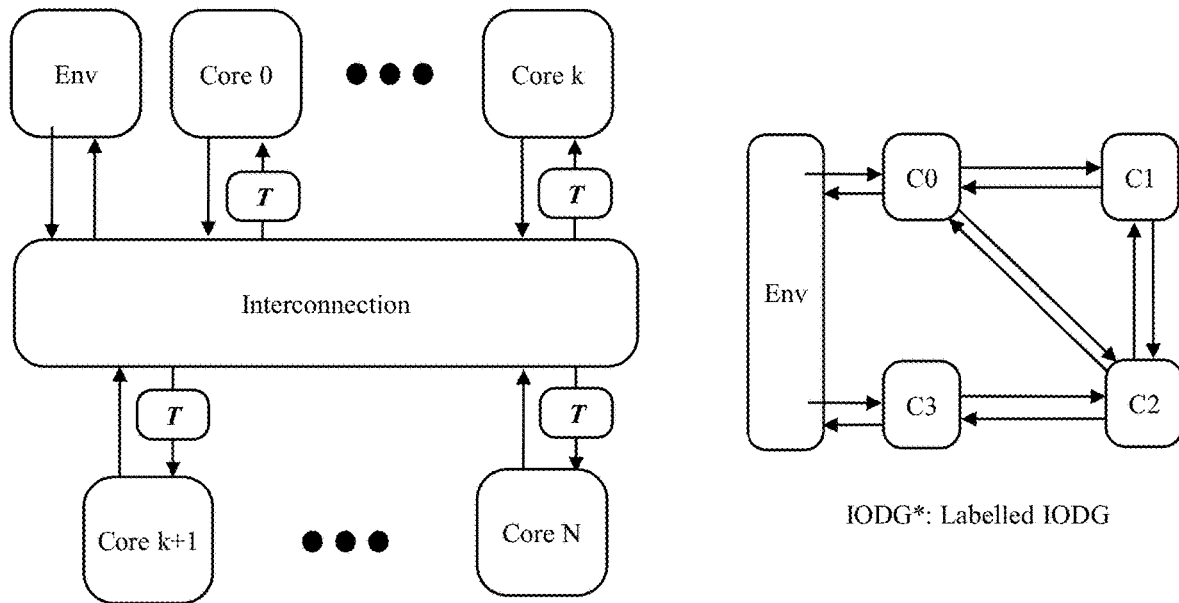 Env
Core 0
Core k
T
T
Interconnection
T
T
Core k+1
Core N
Env
C0
C1
C3
C2
IODG*: Labelled IODG